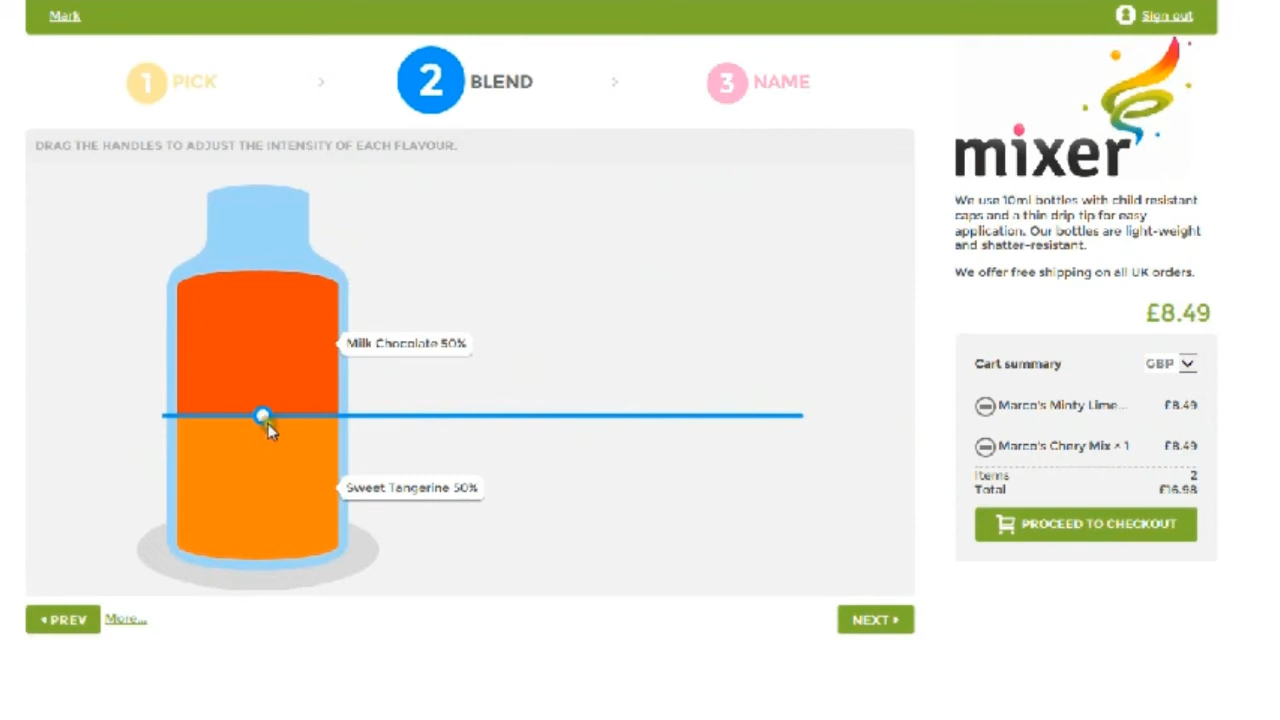 Mark
Sign out
1 PICK
2 BLEND
3 NAME
DRAG THE HANDLES TO ADJUST THE INTENSITY OF EACH FLAVOUR.
Milk Chocolate 50%
Sweet Tangerine 50%
PREV
More...
NEXT
mixer
We use 10ml bottles with child resistant
caps and a thin drip tip for easy
application. Our bottles are light-weight
and shatter-resistant.
We offer free shipping on all UK orders.
£8.49
Cart summary
GBP
Marco's Minty Lime... £8.49
Marco's Chery Mix × 1 £8.49
Items 2
Total £16.98
PROCEED TO CHECKOUT